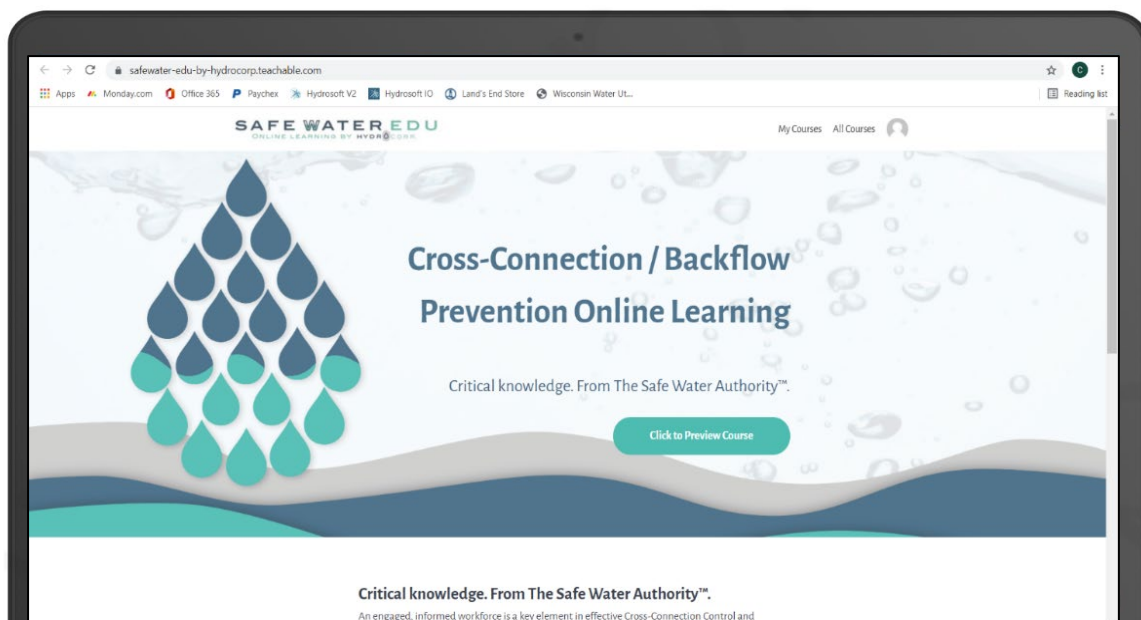 safewater-edu-by-hydrocorp.teachable.com
Apps Monday.com Office 365 Paychex Hydrosoft V2 Hydrosoft IO Land's End Store Wisconsin Water Ut... Reading list
SAFE WATER EDU
ONLINE LEARNING BY HYDROCORP
My Courses All Courses
C
Cross-Connection / Backflow
Prevention Online Learning
Critical knowledge. From The Safe Water Authority™.
Click to Preview Course
Critical knowledge. From The Safe Water Authority™.
An engaged, informed workforce is a key element in effective Cross-Connection Control and